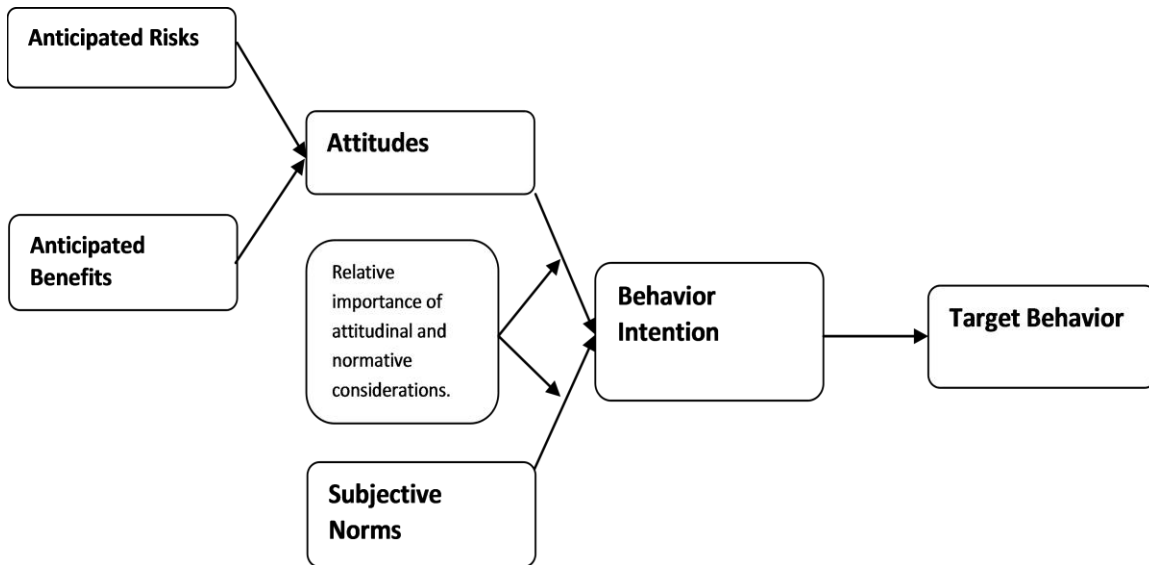 Anticipated Risks
Attitudes
Anticipated
Benefits
Relative
importance of
attitudinal and
normative
considerations.
Behavior
Intention
Target Behavior
Subjective
Norms